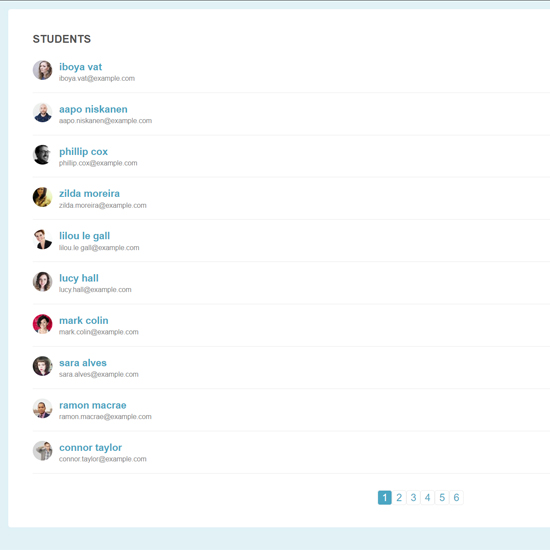 STUDENTS
iboya vat
iboya.vat@example.com
aapo niskanen
aapo.niskanen@example.com
phillip cox
phillip.cox@example.com
zilda moreira
zilda.moreira@example.com
lilou le gall
lilou.le gall@example.com
lucy hall
lucy.hall@example.com
mark colin
mark.colin@example.com
sara alves
sara.alves@example.com
ramon macrae
ramon.macrae@example.com
connor taylor
connor.taylor@example.com
1 2 3 4 5 6